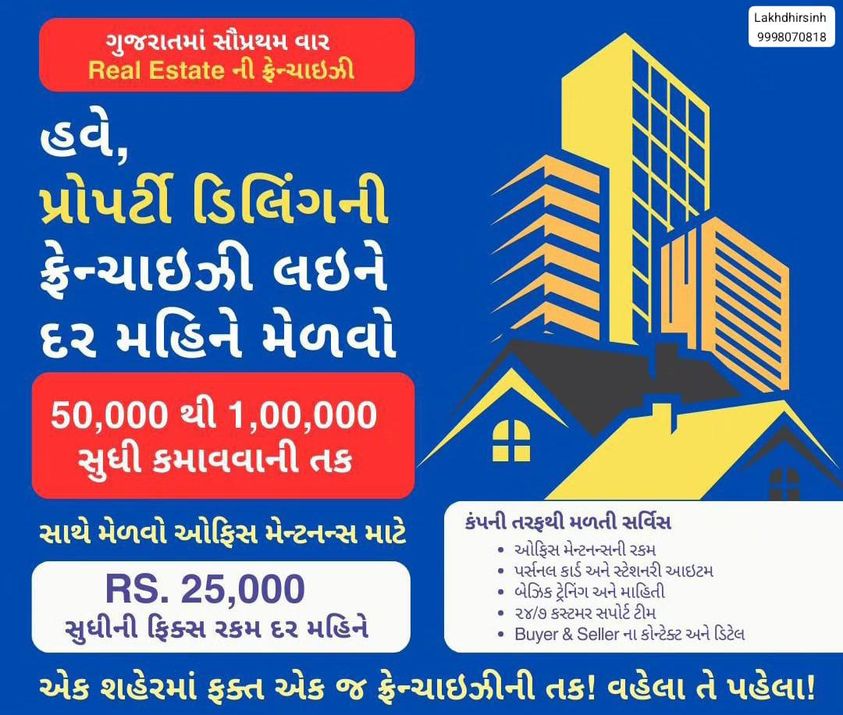 Lakhdhirsinh
9998070818
ગુજરાતમાં સૌપ્રથમ વાર
Real Estate ની ફ્રેન્ચાઇઝી
હવે,
પ્રોપર્ટી ડિલિંગની
ફ્રેન્ચાઇઝી લઇને
દર મહિને મેળવો
50,000 થી 1,00,000
સુધી કમાવવાની તક
સાથે મેળવો ઓફિસ મેન્ટનન્સ માટે
RS. 25,000
સુધીની ફિક્સ રકમ દર મહિને
કંપની તરફથી મળતી સર્વિસ
• ઓફિસ મેન્ટનન્સની રકમ
• પર્સનલ કાર્ડ અને સ્ટેશનરી આઇટમ
• બેઝિક ટ્રેનિંગ અને માહિતી
• ૨૪/૭ કસ્ટમર સપોર્ટ ટીમ
• Buyer & Seller ના કોન્ટેક્ટ અને ડિટેલ
એક શહેરમાં ફક્ત એક જ ફ્રેન્ચાઇઝીની તક! વહેલા તે પહેલા!